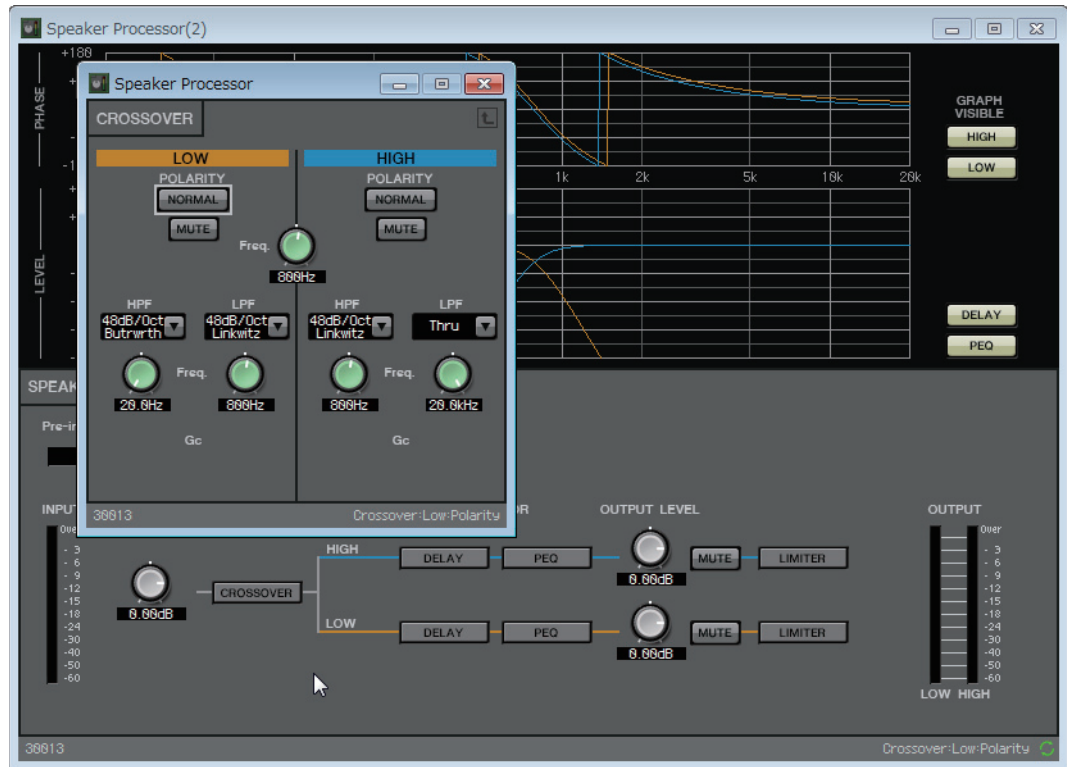 Speaker Processor(2)
+180
PHASE
Speaker Processor
CROSSOVER
LOW HIGH
POLARITY POLARITY
NORMAL NORMAL
MUTE MUTE
Freq.
800Hz
HPF LPF HPF LPF
48dB/Oct 48dB/Oct 48dB/Oct Thru
Butrwrth Linkwitz Linkwitz
Freq. Freq.
20.0Hz 800Hz 800Hz 20.0kHz
Gc Gc
30013 Crossover:Low:Polarity
1k 2k 5k 10k 20k
LEVEL
GRAPH
VISIBLE
HIGH
LOW
DELAY
PEQ
OUTPUT LEVEL OUTPUT
0.00dB
CROSSOVER
HIGH DELAY PEQ MUTE LIMITER
0.00dB
LOW DELAY PEQ MUTE LIMITER
0.00dB
- 3
- 6
- 9
-12
-15
-18
-24
-30
-40
-50
-60
Over
- 3
- 6
- 9
-12
-15
-18
-24
-30
-40
-50
-60
LOW HIGH
30013 Crossover:Low:Polarity